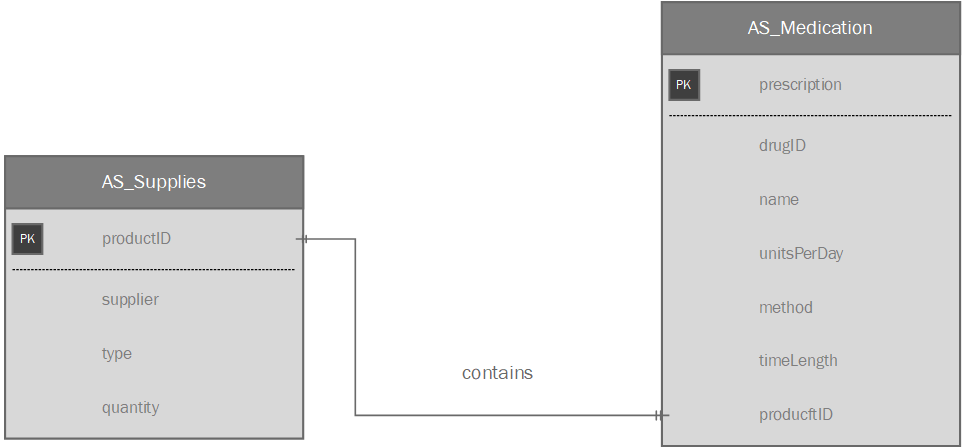 AS_Medication
PK prescription
drugID
name
unitsPerDay
method
timeLength
producftID
AS_Supplies
PK productID
supplier
type
quantity
contains